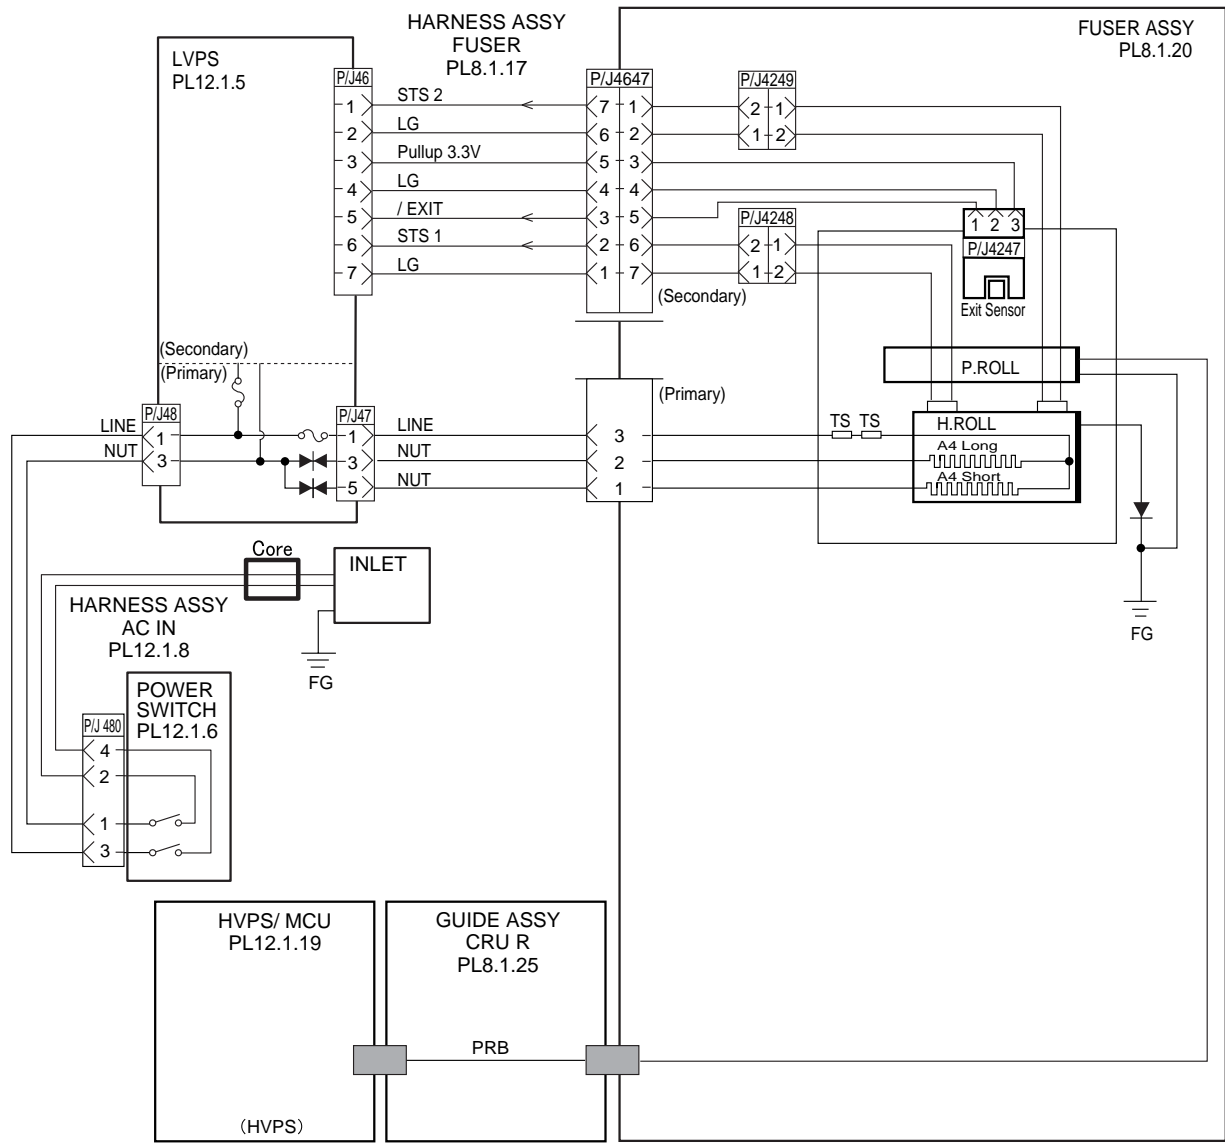 HARNESS ASSY
FUSER
PL8.1.17
FUSER ASSY
PL8.1.20
LVPS
PL12.1.5
P/J46
1
2
3
4
5
6
7
STS 2
LG
Pullup 3.3V
LG
/ EXIT
STS 1
LG
P/J4647
7 1
6 2
5 3
4 4
3 5
2 6
1 7
(Secondary)
P/J4249
2 1
1 2
P/J4248
2 1
1 2
1 2 3
P/J4247
Exit Sensor
(Secondary)
(Primary)
P/J48
1
3
LINE
NUT
P/J47
1
3
5
LINE
NUT
NUT
(Primary)
3
2
1
P.ROLL
TS TS
H.ROLL
A4 Long
A4 Short
FG
Core
INLET
FG
HARNESS ASSY
AC IN
PL12.1.8
POWER
SWITCH
PL12.1.6
P/J 480
4
2
1
3
HVPS/ MCU
PL12.1.19
(HVPS)
GUIDE ASSY
CRU R
PL8.1.25
PRB